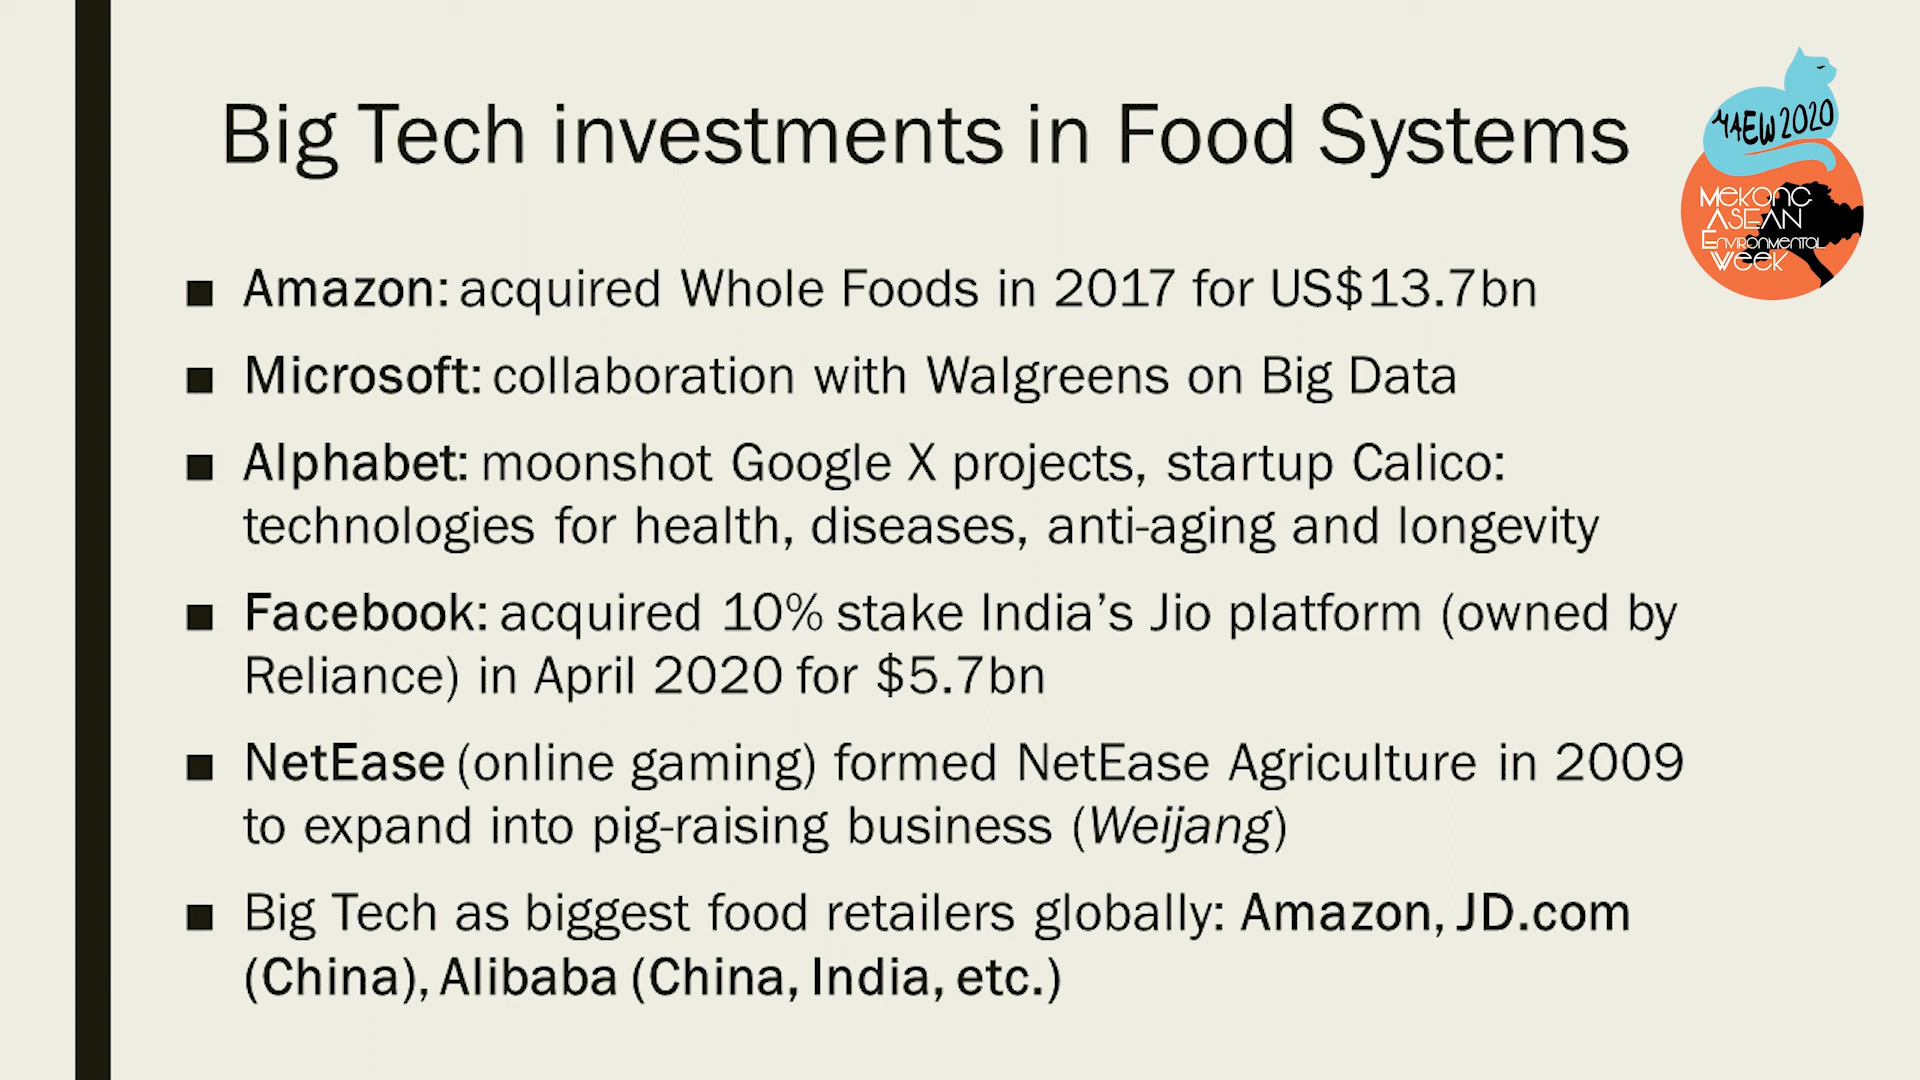 Big Tech investments in Food Systems
MAEW2020
Mekong
ASEAN
Environmental
Week
■ Amazon: acquired Whole Foods in 2017 for US$13.7bn
■ Microsoft: collaboration with Walgreens on Big Data
■ Alphabet: moonshot Google X projects, startup Calico:
technologies for health, diseases, anti-aging and longevity
■ Facebook: acquired 10% stake India’s Jio platform (owned by
Reliance) in April 2020 for $5.7bn
■ NetEase (online gaming) formed NetEase Agriculture in 2009
to expand into pig-raising business (Weijang)
■ Big Tech as biggest food retailers globally: Amazon, JD.com
(China), Alibaba (China, India, etc.)